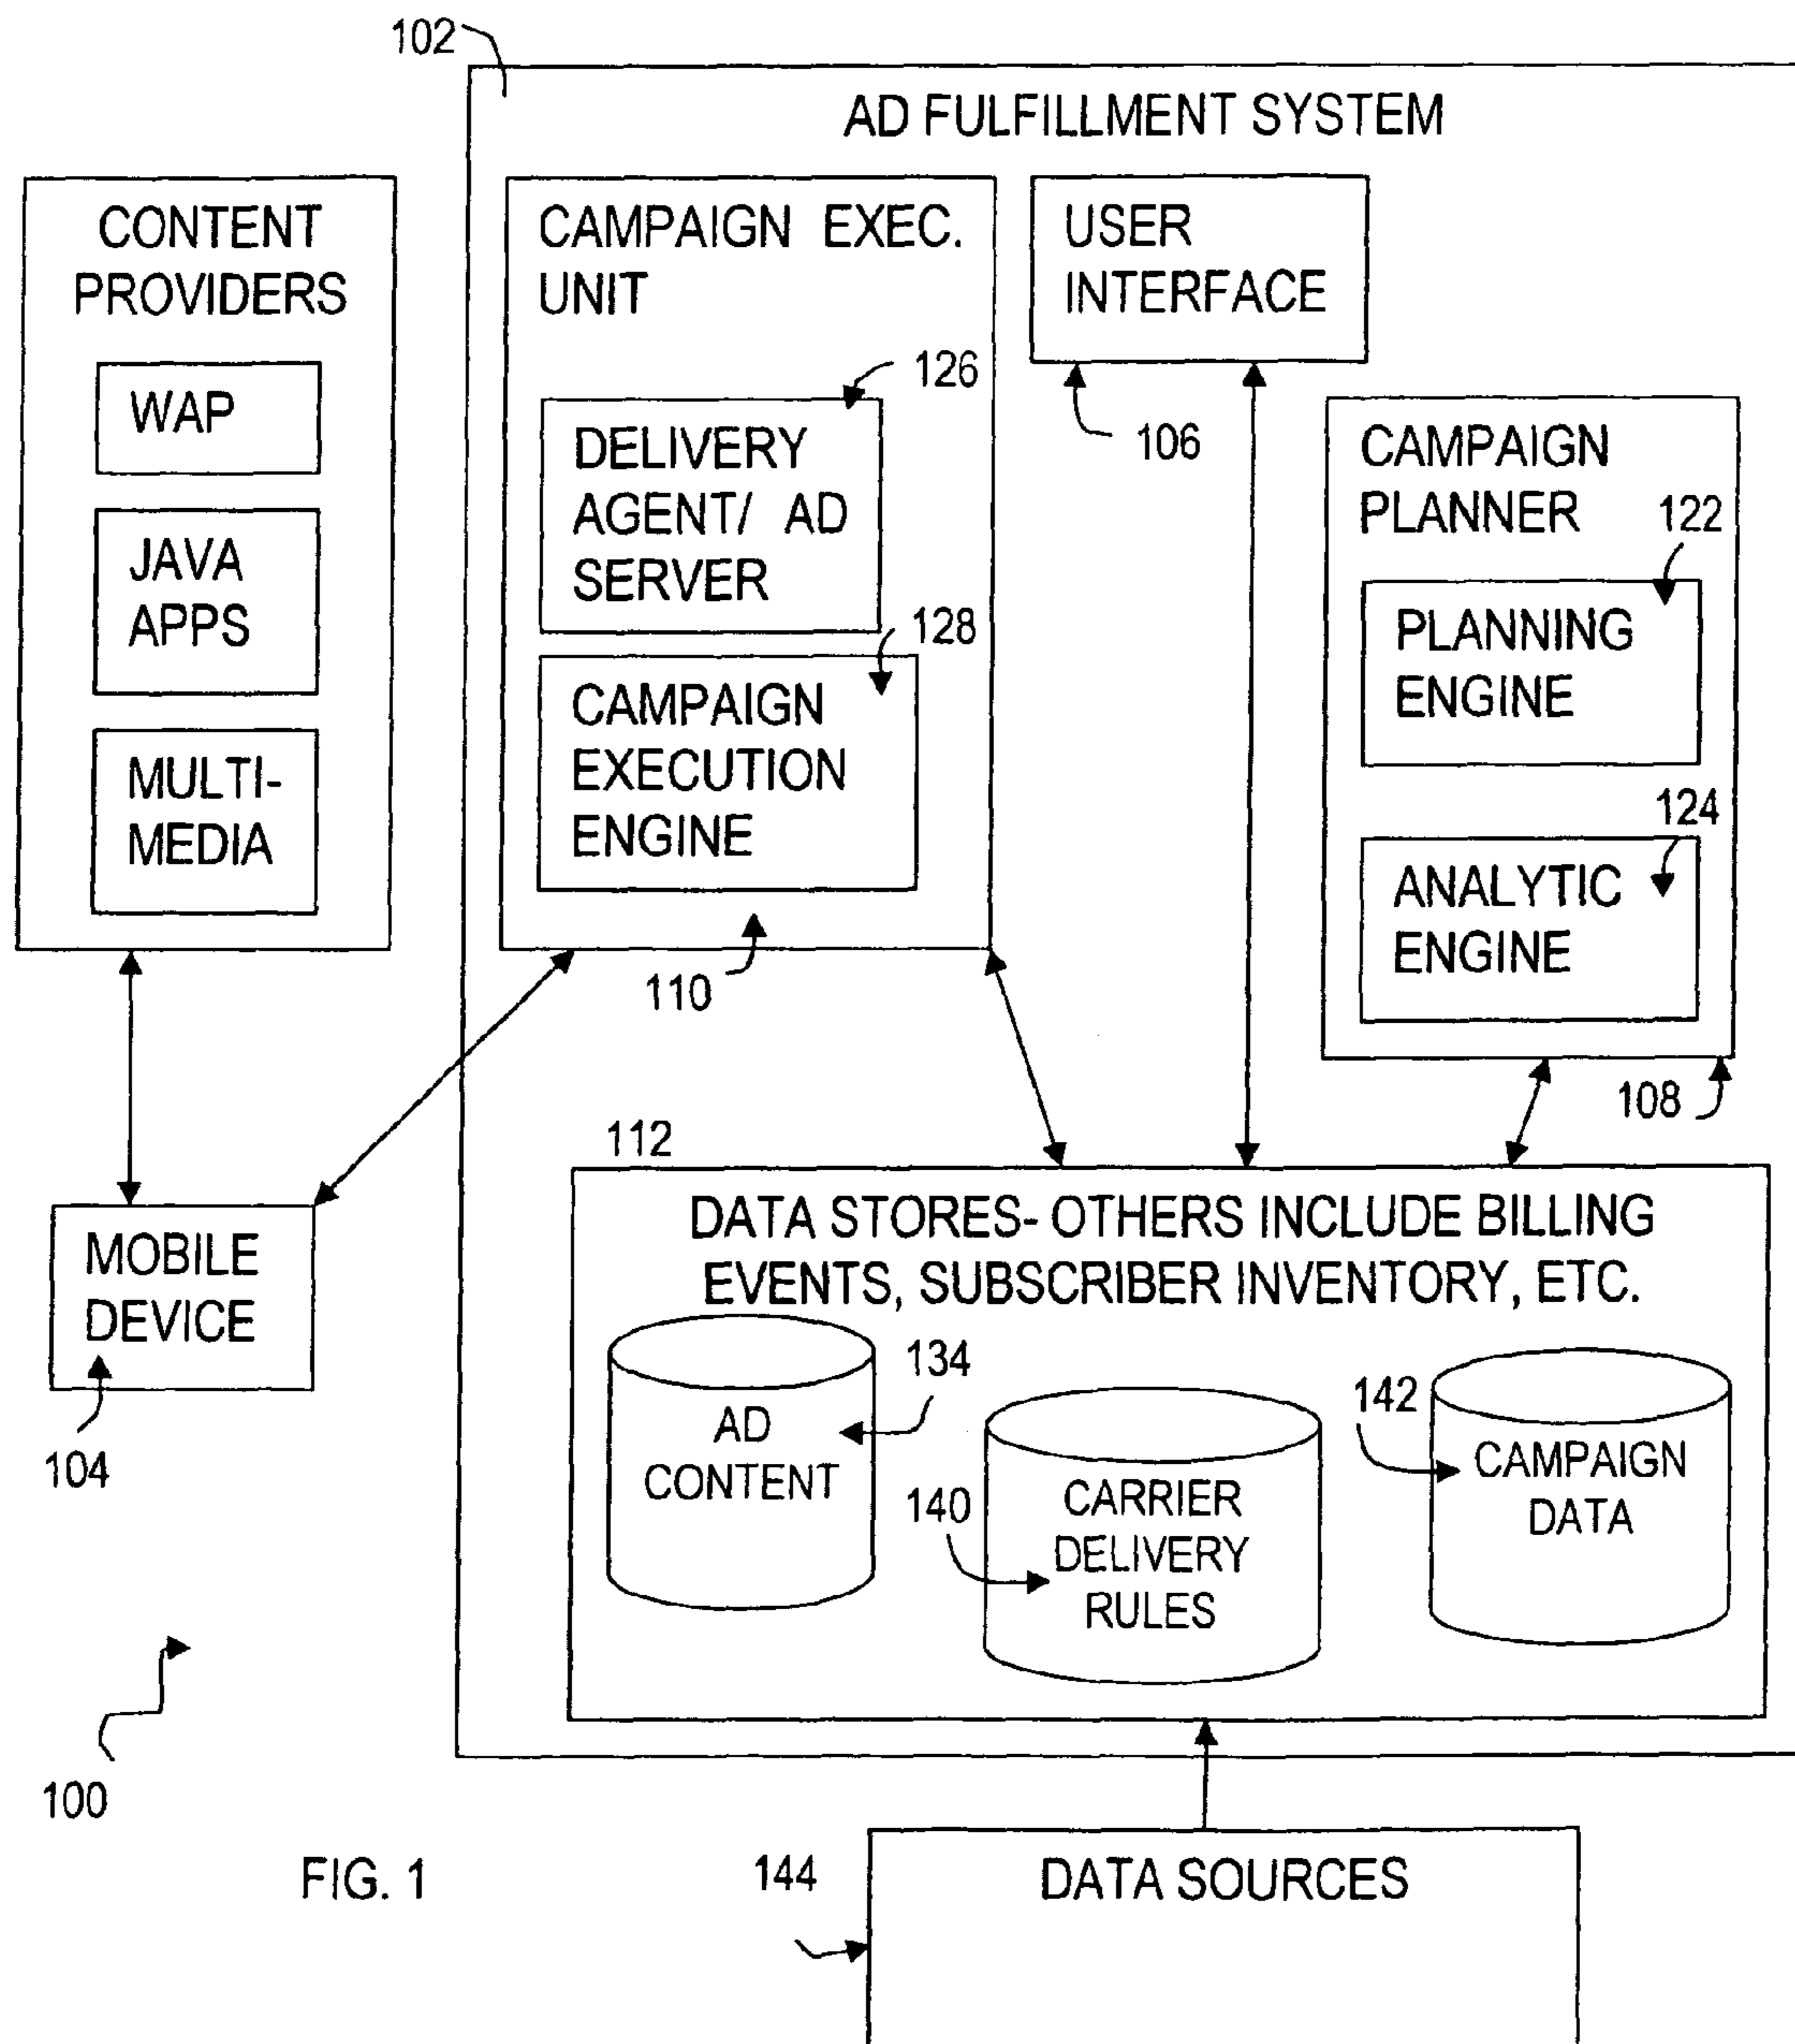 102
AD FULFILLMENT SYSTEM
CONTENT
PROVIDERS
WAP
JAVA
APPS
MULTI-
MEDIA
CAMPAIGN EXEC.
UNIT
126
DELIVERY
AGENT/ AD
SERVER
128
CAMPAIGN
EXECUTION
ENGINE
110
USER
INTERFACE
106
CAMPAIGN
PLANNER
122
PLANNING
ENGINE
124
ANALYTIC
ENGINE
108
MOBILE
DEVICE
104
112
DATA STORES- OTHERS INCLUDE BILLING
EVENTS, SUBSCRIBER INVENTORY, ETC.
134
AD
CONTENT
140
CARRIER
DELIVERY
RULES
142
CAMPAIGN
DATA
100
FIG. 1
144
DATA SOURCES